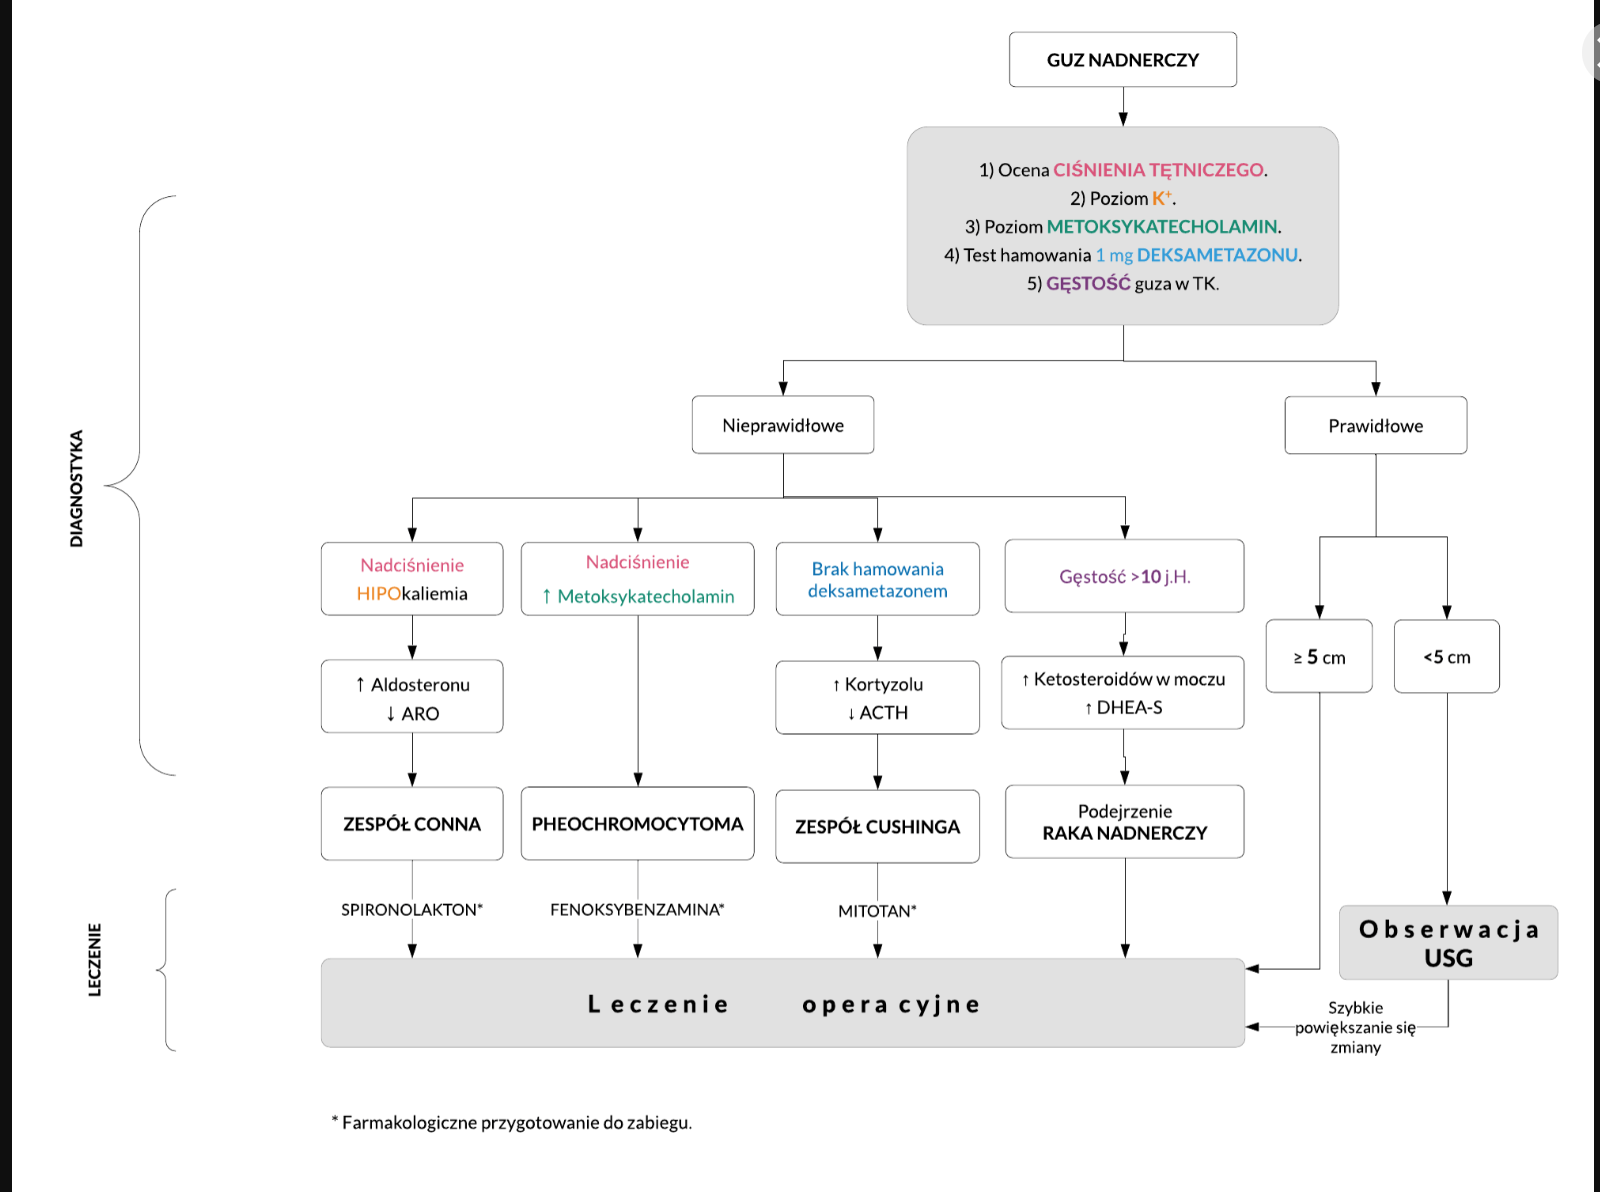 GUZ NADNERCZY
1) Ocena CIŚNIENIA TĘTNICZEGO.
2) Poziom K⁺.
3) Poziom METOKSYKATECHOLAMIN.
4) Test hamowania 1 mg DEKSAMETAZONU.
5) GĘSTOŚĆ guza w TK.
Nieprawidłowe
Prawidłowe
DIAGNOSTYKA
Nadciśnienie
HIPOkaliemia
Nadciśnienie
↑ Metoksykatecholamin
Brak hamowania
deksametazonem
Gęstość >10 j.H.
≥ 5 cm
<5 cm
↑ Aldosteronu
↓ ARO
↑ Kortyzolu
↓ ACTH
↑ Ketosteroidów w moczu
↑ DHEA-S
ZESPÓŁ CONNA
PHEOCHROMOCYTOMA
ZESPÓŁ CUSHINGA
Podejrzenie
RAKA NADNERCZY
LECZENIE
SPIRONOLAKTON*
FENOKSYBENZAMINA*
MITOTAN*
Obserwacja
USG
Leczenie operacyjne
Szybkie
powiększanie się
zmiany
* Farmakologiczne przygotowanie do zabiegu.